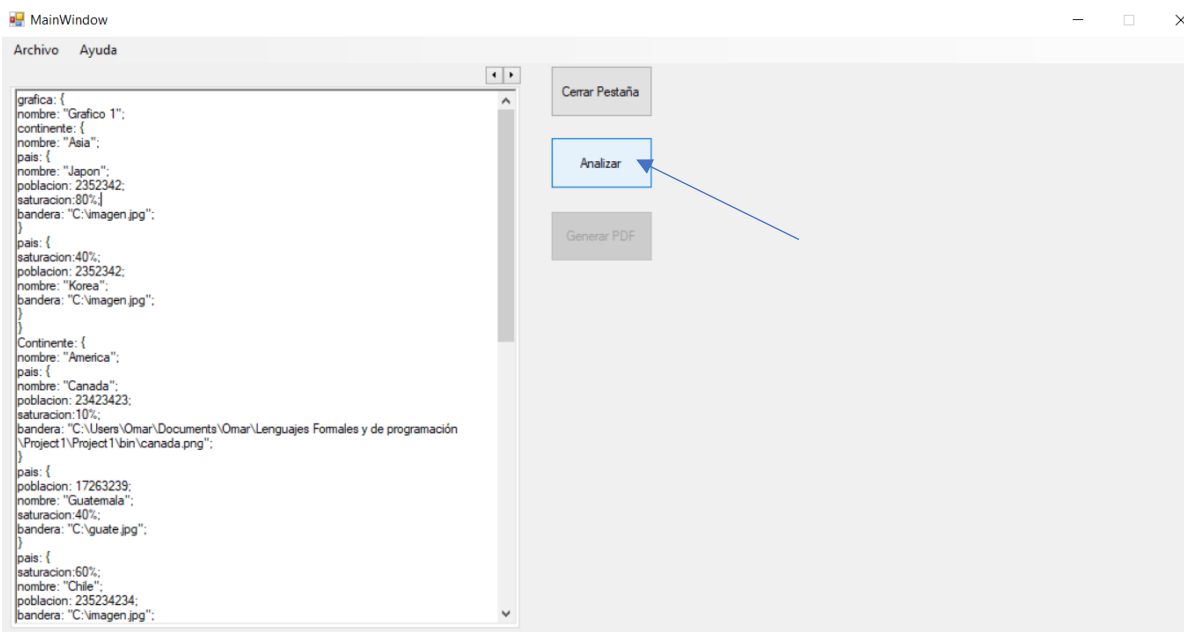 MainWindow
Archivo Ayuda
Cerrar Pestaña
Analizar
Generar PDF
grafica: {
nombre: "Grafico 1";
continente: {
nombre: "Asia";
pais: {
nombre: "Japon";
poblacion: 2352342;
saturacion:80%;
bandera: "C:\imagen.jpg";
}
pais: {
saturacion:40%;
poblacion: 2352342;
nombre: "Korea";
bandera: "C:\imagen.jpg";
}
}
Continente: {
nombre: "America";
pais: {
nombre: "Canada";
poblacion: 23423423;
saturacion:10%;
bandera: "C:\Users\Omar\Documents\Omar\Lenguajes Formales y de programación
\Project1\Project1\bin\canada.png";
}
pais: {
poblacion: 17263239;
nombre: "Guatemala";
saturacion:40%;
bandera: "C:\guate.jpg";
}
pais: {
saturacion:60%;
nombre: "Chile";
poblacion: 235234234;
bandera: "C:\imagen.jpg";